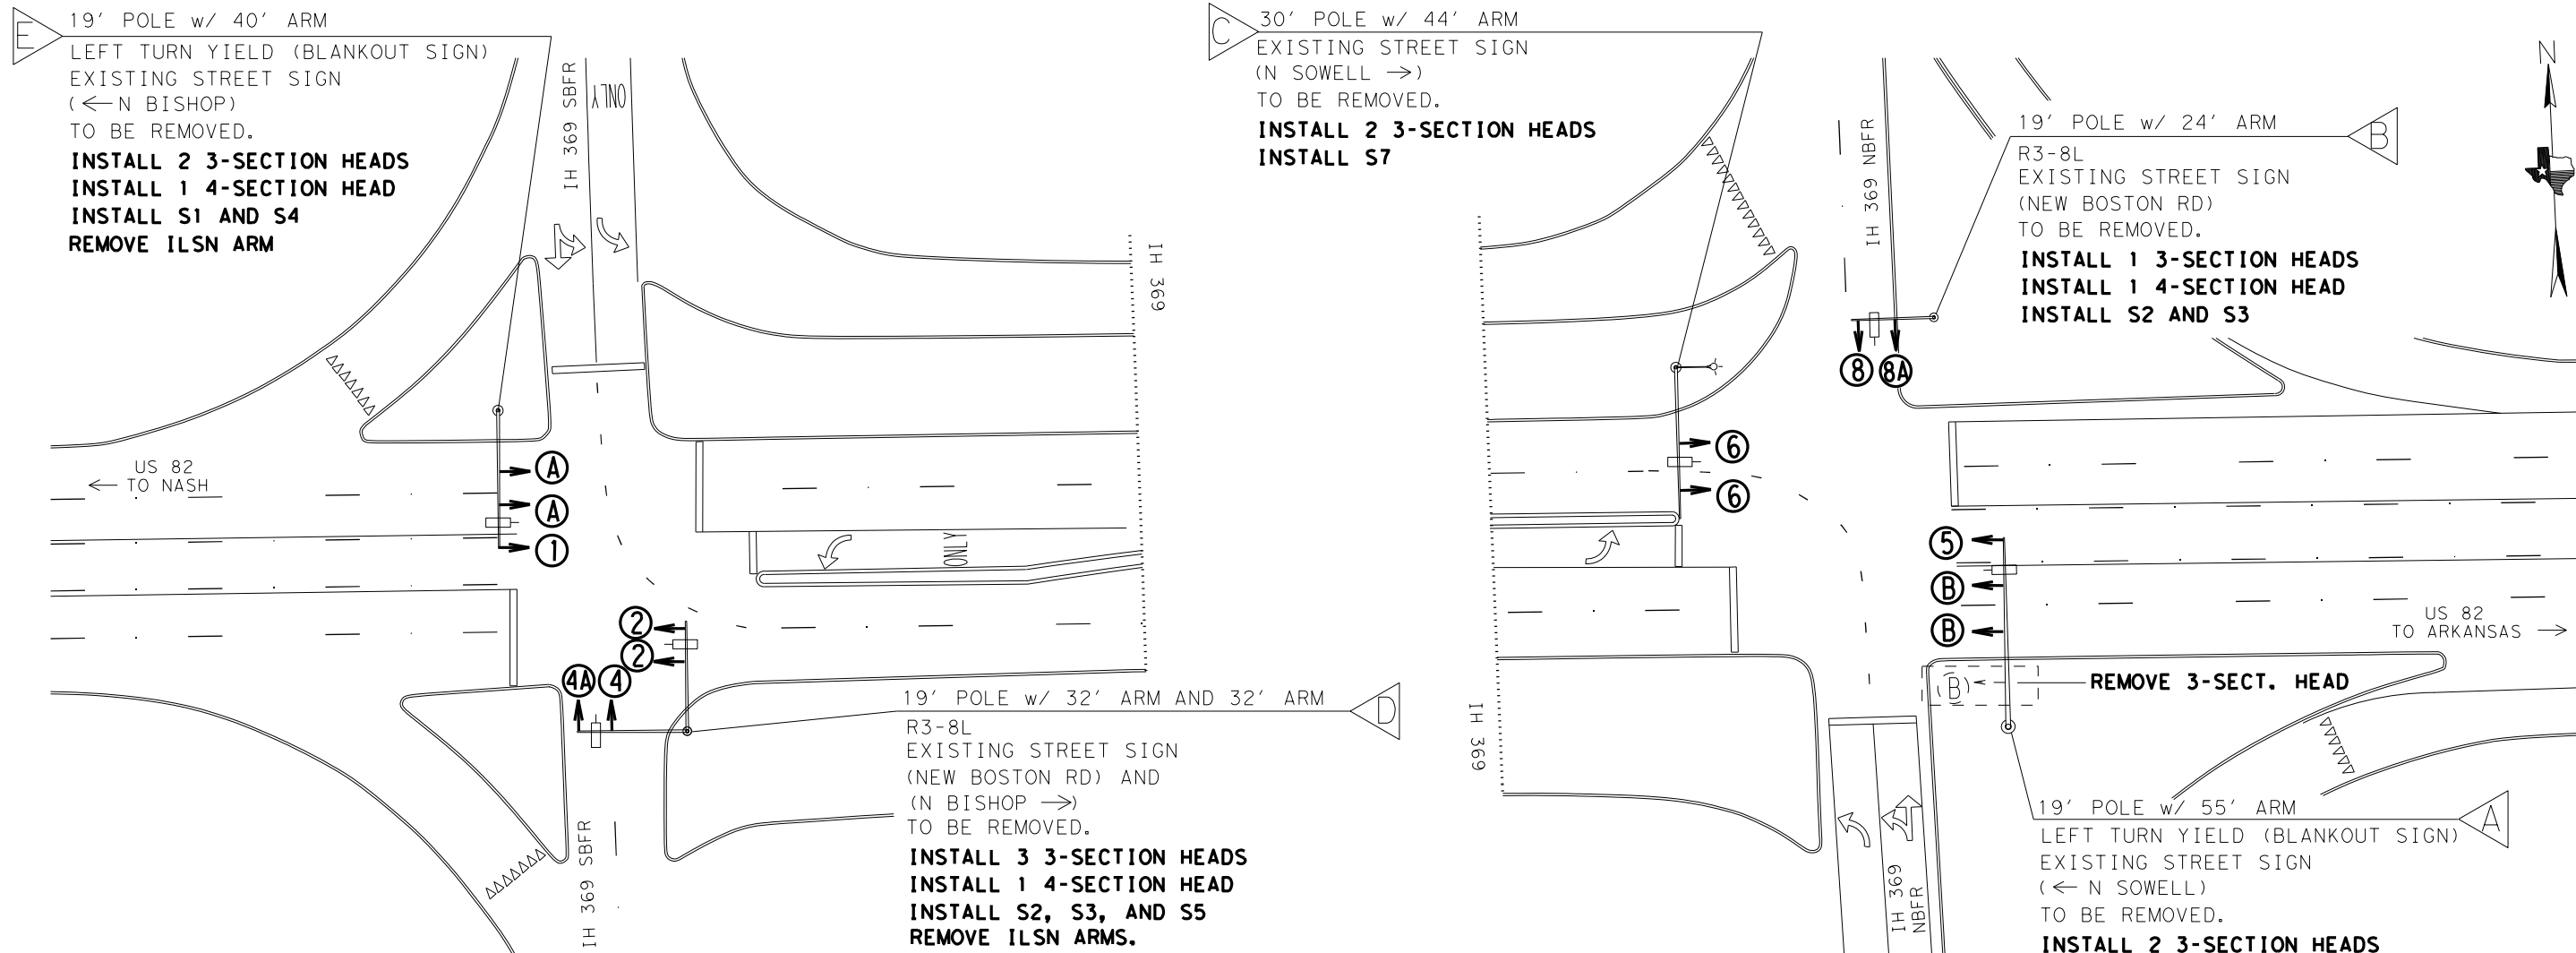 E
19' POLE w/ 40' ARM
LEFT TURN YIELD (BLANKOUT SIGN)
EXISTING STREET SIGN
(← N BISHOP)
TO BE REMOVED.
INSTALL 2 3-SECTION HEADS
INSTALL 1 4-SECTION HEAD
INSTALL S1 AND S4
REMOVE ILSN ARM
IH 369 SBFR
ONLY
C
30' POLE w/ 44' ARM
EXISTING STREET SIGN
(N SOWELL →)
TO BE REMOVED.
INSTALL 2 3-SECTION HEADS
INSTALL S7
IH 369 NBFR
B
19' POLE w/ 24' ARM
R3-8L
EXISTING STREET SIGN
(NEW BOSTON RD)
TO BE REMOVED.
INSTALL 1 3-SECTION HEADS
INSTALL 1 4-SECTION HEAD
INSTALL S2 AND S3
N
IH 369
8
8A
US 82
← TO NASH
A
A
1
ONLY
6
6
5
B
B
US 82
TO ARKANSAS →
2
2
4A
4
(B)
REMOVE 3-SECT. HEAD
D
19' POLE w/ 32' ARM AND 32' ARM
R3-8L
EXISTING STREET SIGN
(NEW BOSTON RD) AND
(N BISHOP →)
TO BE REMOVED.
INSTALL 3 3-SECTION HEADS
INSTALL 1 4-SECTION HEAD
INSTALL S2, S3, AND S5
REMOVE ILSN ARMS.
IH 369 SBFR
IH 369
IH 369
NBFR
A
19' POLE w/ 55' ARM
LEFT TURN YIELD (BLANKOUT SIGN)
EXISTING STREET SIGN
(← N SOWELL)
TO BE REMOVED.
INSTALL 2 3-SECTION HEADS